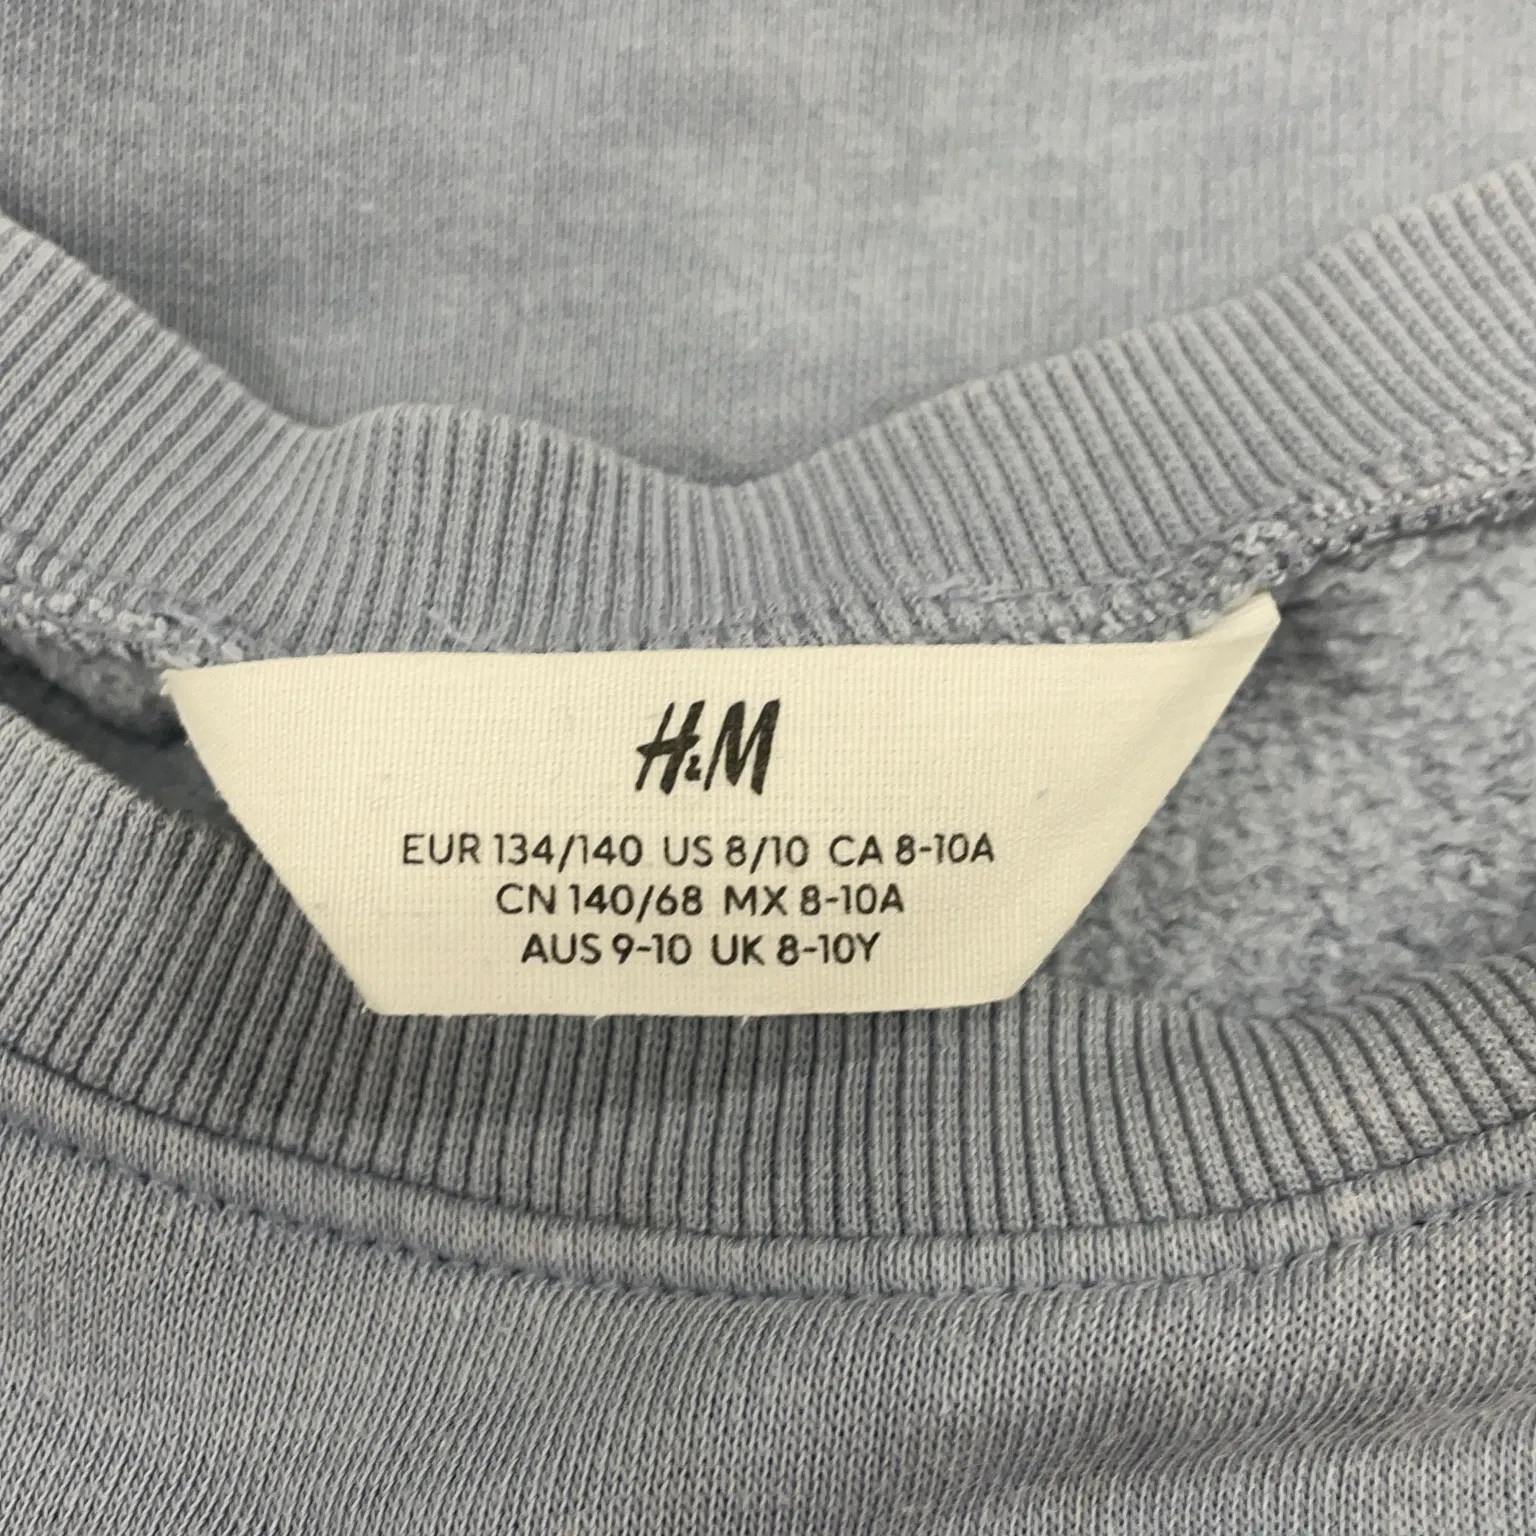 H&M
EUR 134/140 US 8/10 CA 8-10A
CN 140/68 MX 8-10A
AUS 9-10 UK 8-10Y